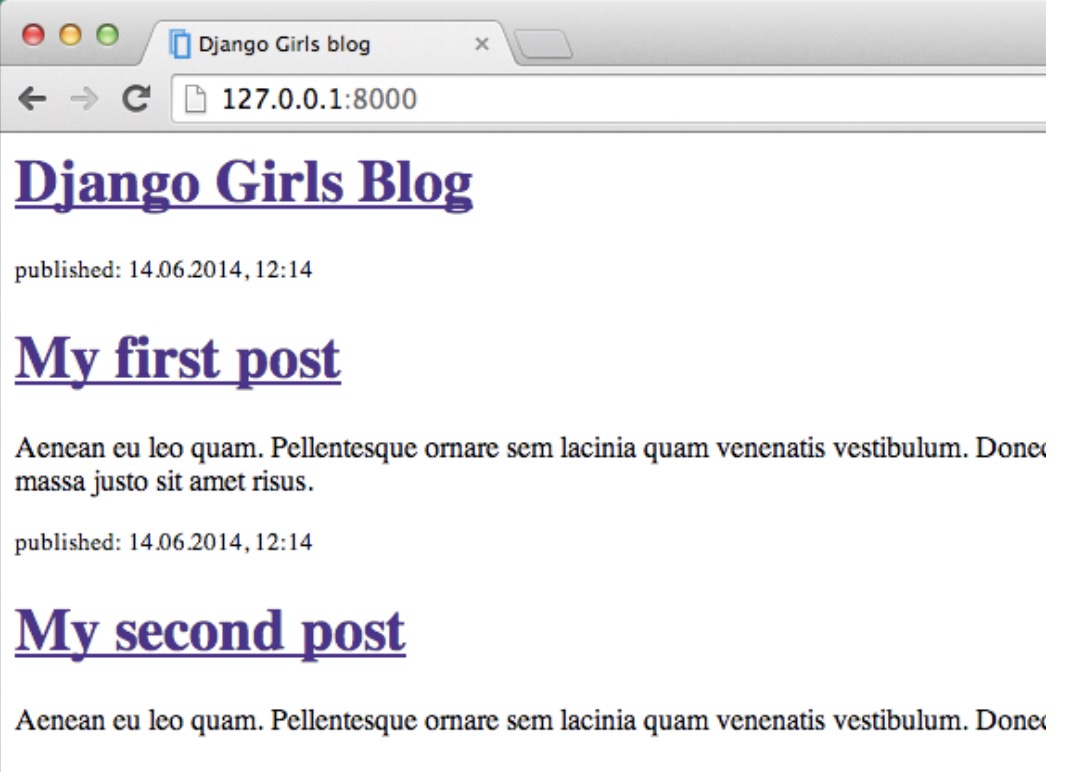 Django Girls blog
127.0.0.1:8000
Django Girls Blog
published: 14.06.2014, 12:14
My first post
Aenean eu leo quam. Pellentesque ornare sem lacinia quam venenatis vestibulum. Donec
massa justo sit amet risus.
published: 14.06.2014, 12:14
My second post
Aenean eu leo quam. Pellentesque ornare sem lacinia quam venenatis vestibulum. Donec